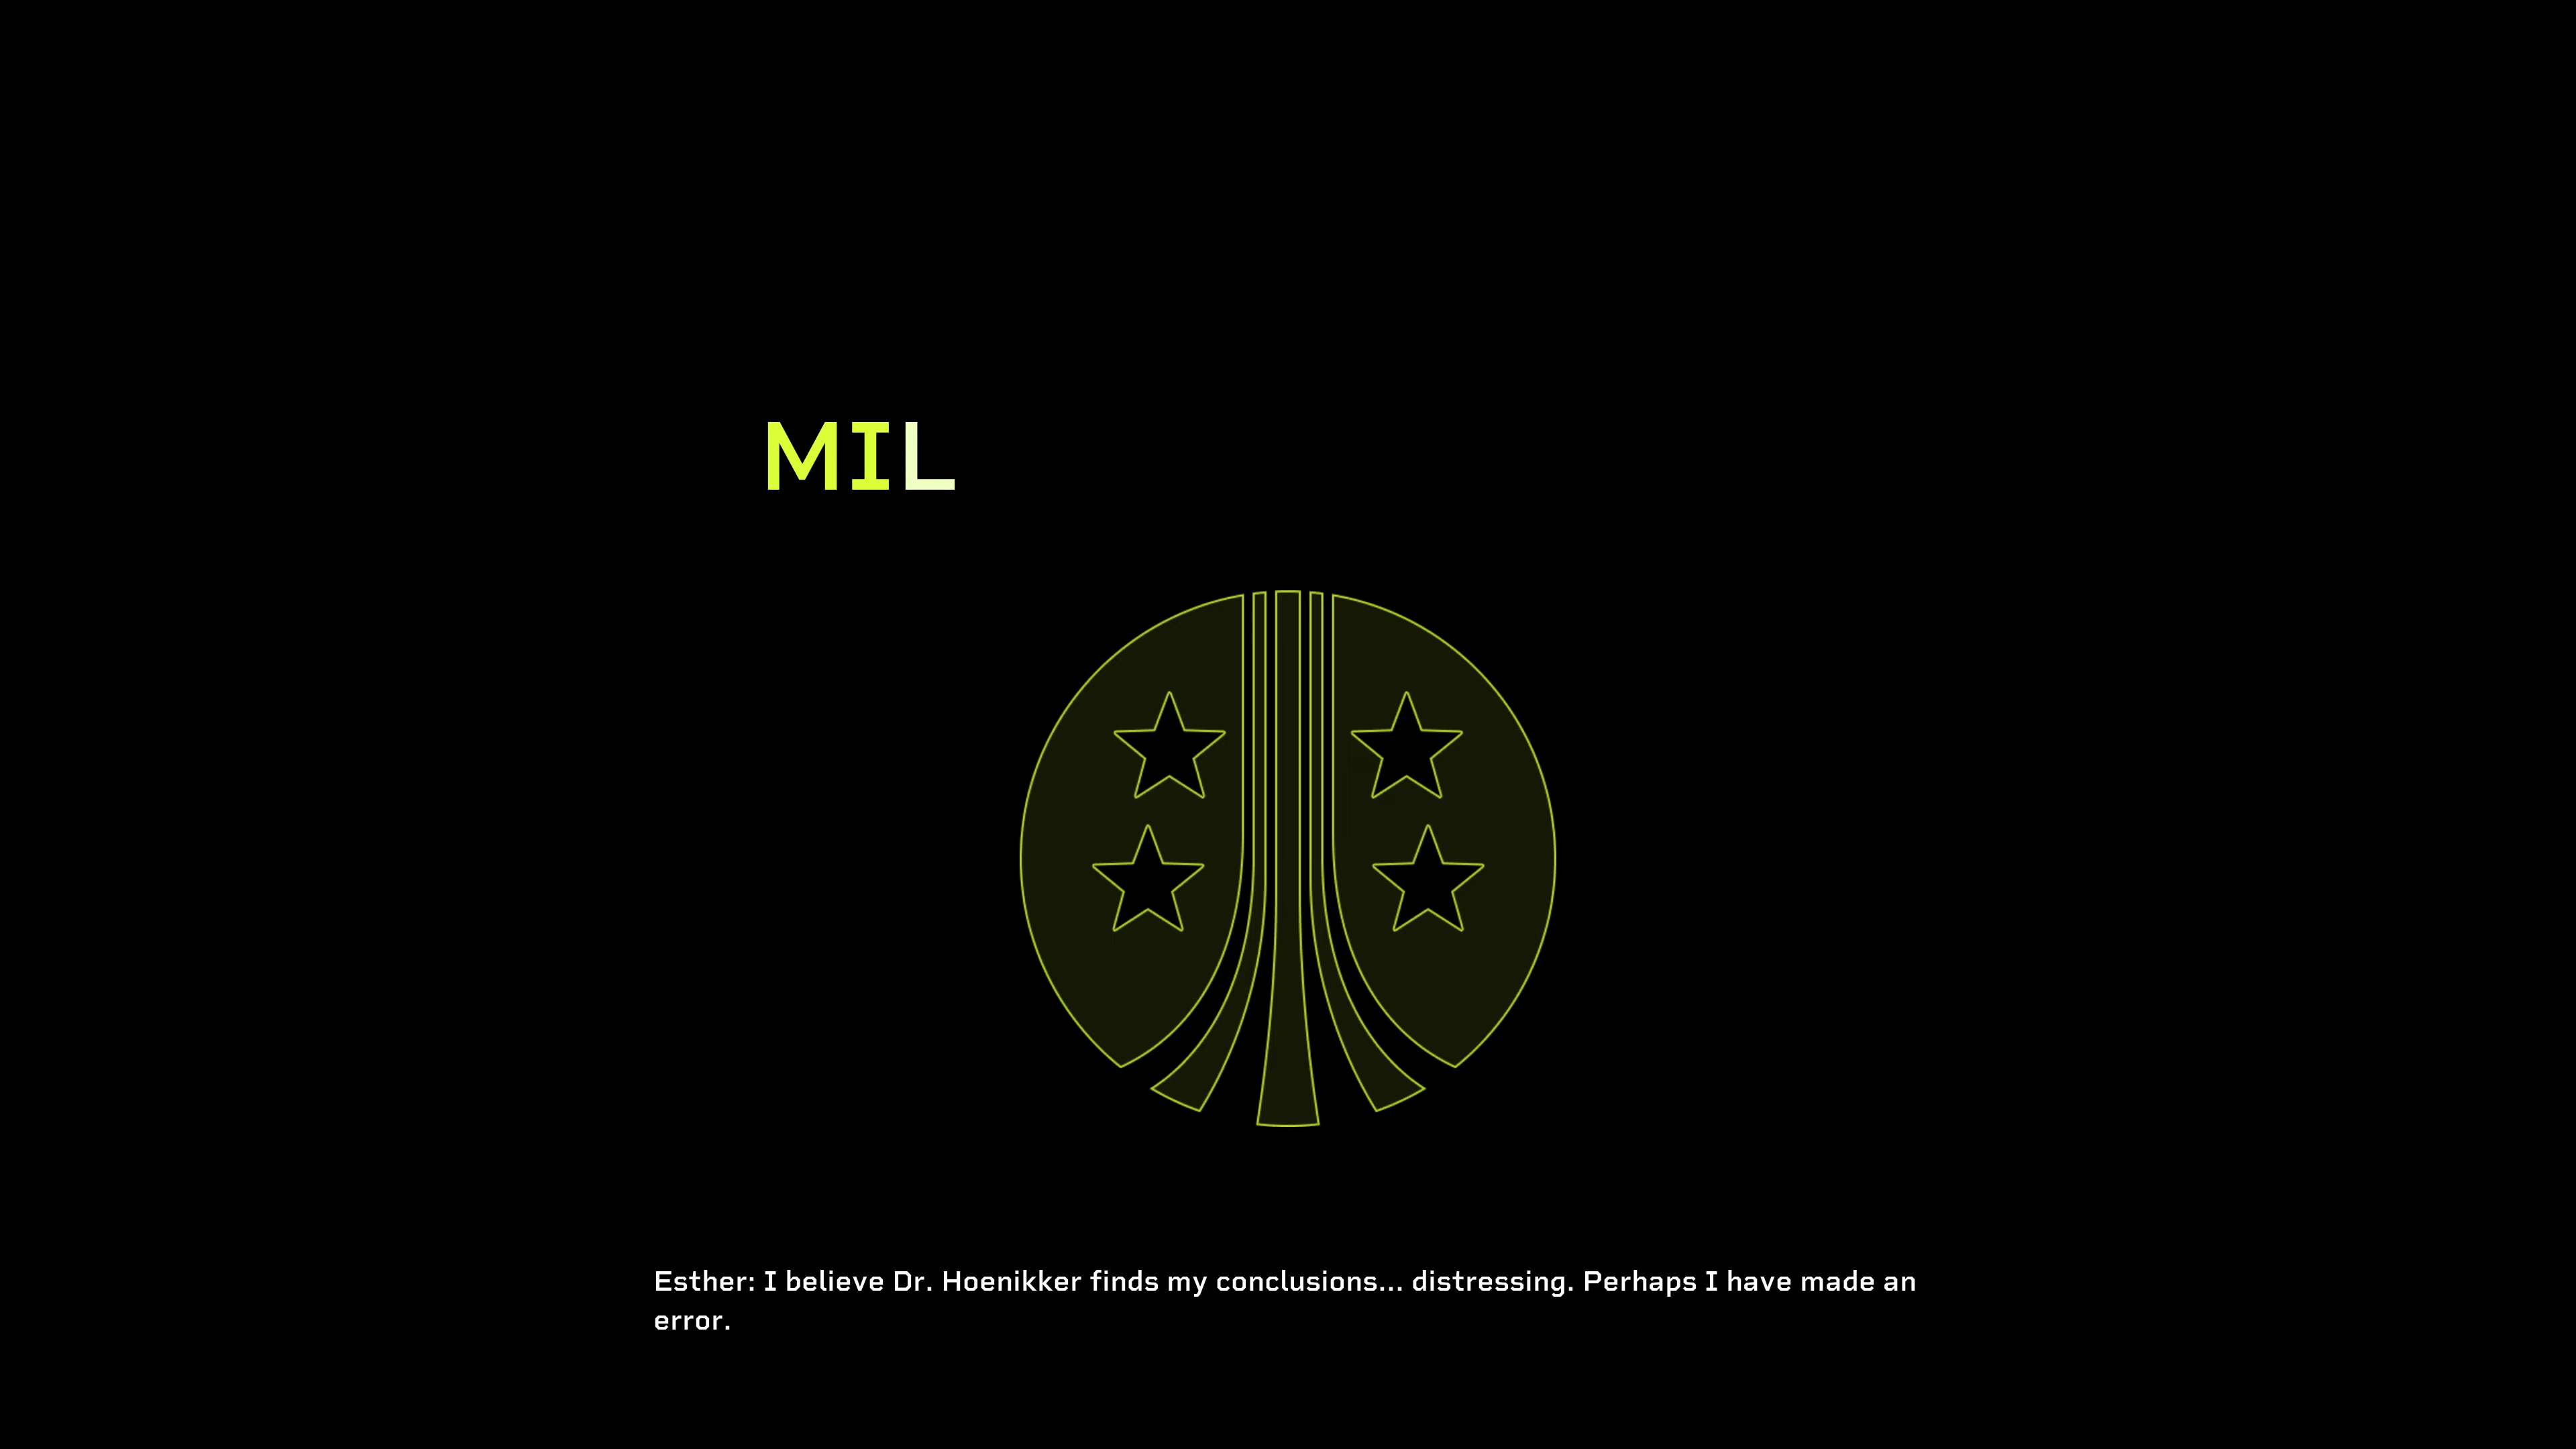 MIL
Esther: I believe Dr. Hoenikker finds my conclusions... distressing. Perhaps I have made an
error.